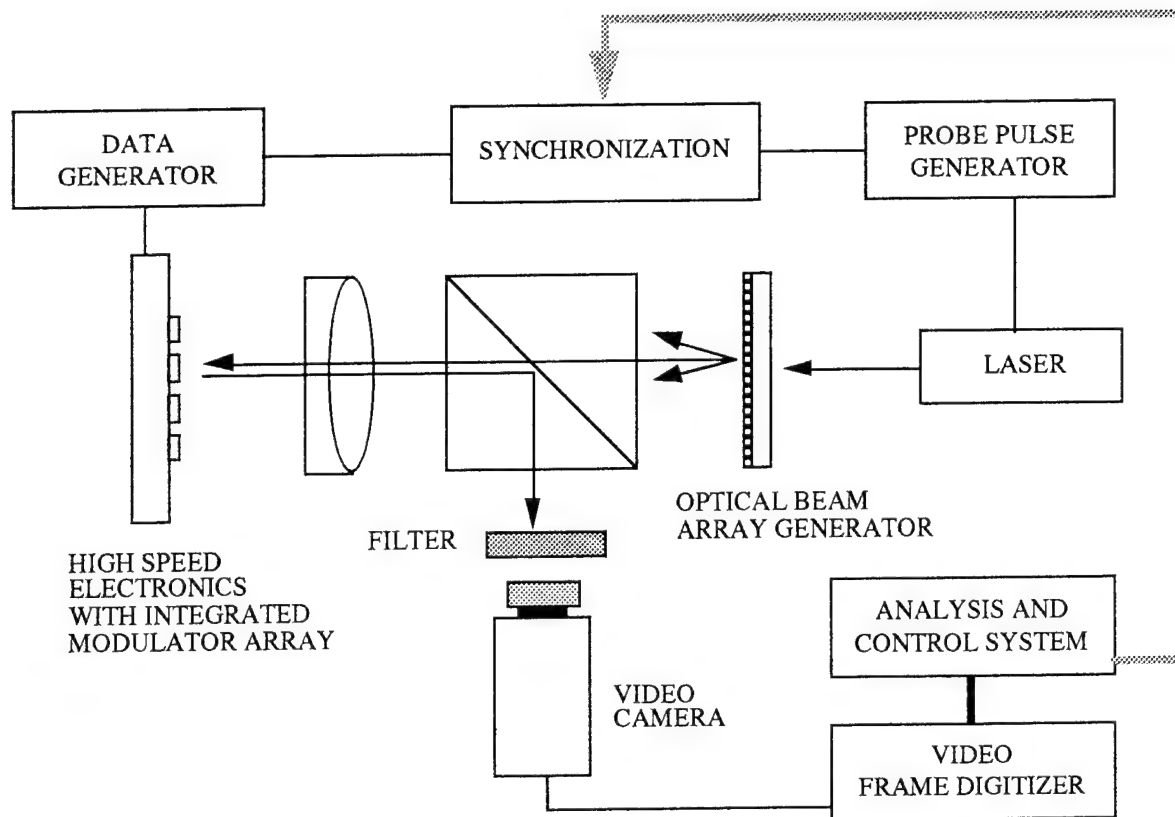 DATA
GENERATOR
SYNCHRONIZATION
PROBE PULSE
GENERATOR
LASER
OPTICAL BEAM
ARRAY GENERATOR
FILTER
HIGH SPEED
ELECTRONICS
WITH INTEGRATED
MODULATOR ARRAY
VIDEO
CAMERA
ANALYSIS AND
CONTROL SYSTEM
VIDEO
FRAME DIGITIZER